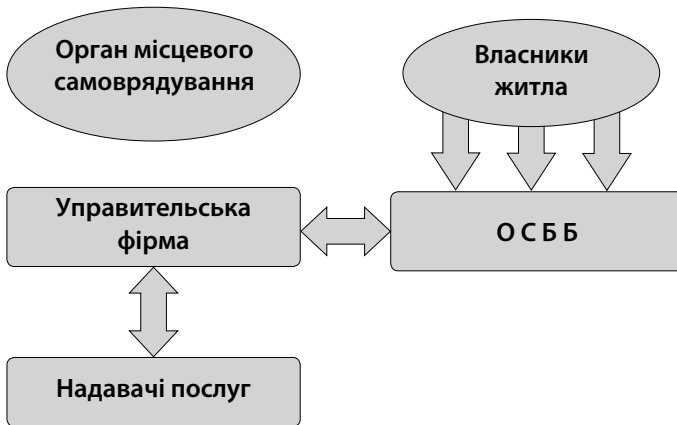 Орган місцевого
самоврядування
Власники
житла
Управительська
фірма
О С Б Б
Надавачі послуг